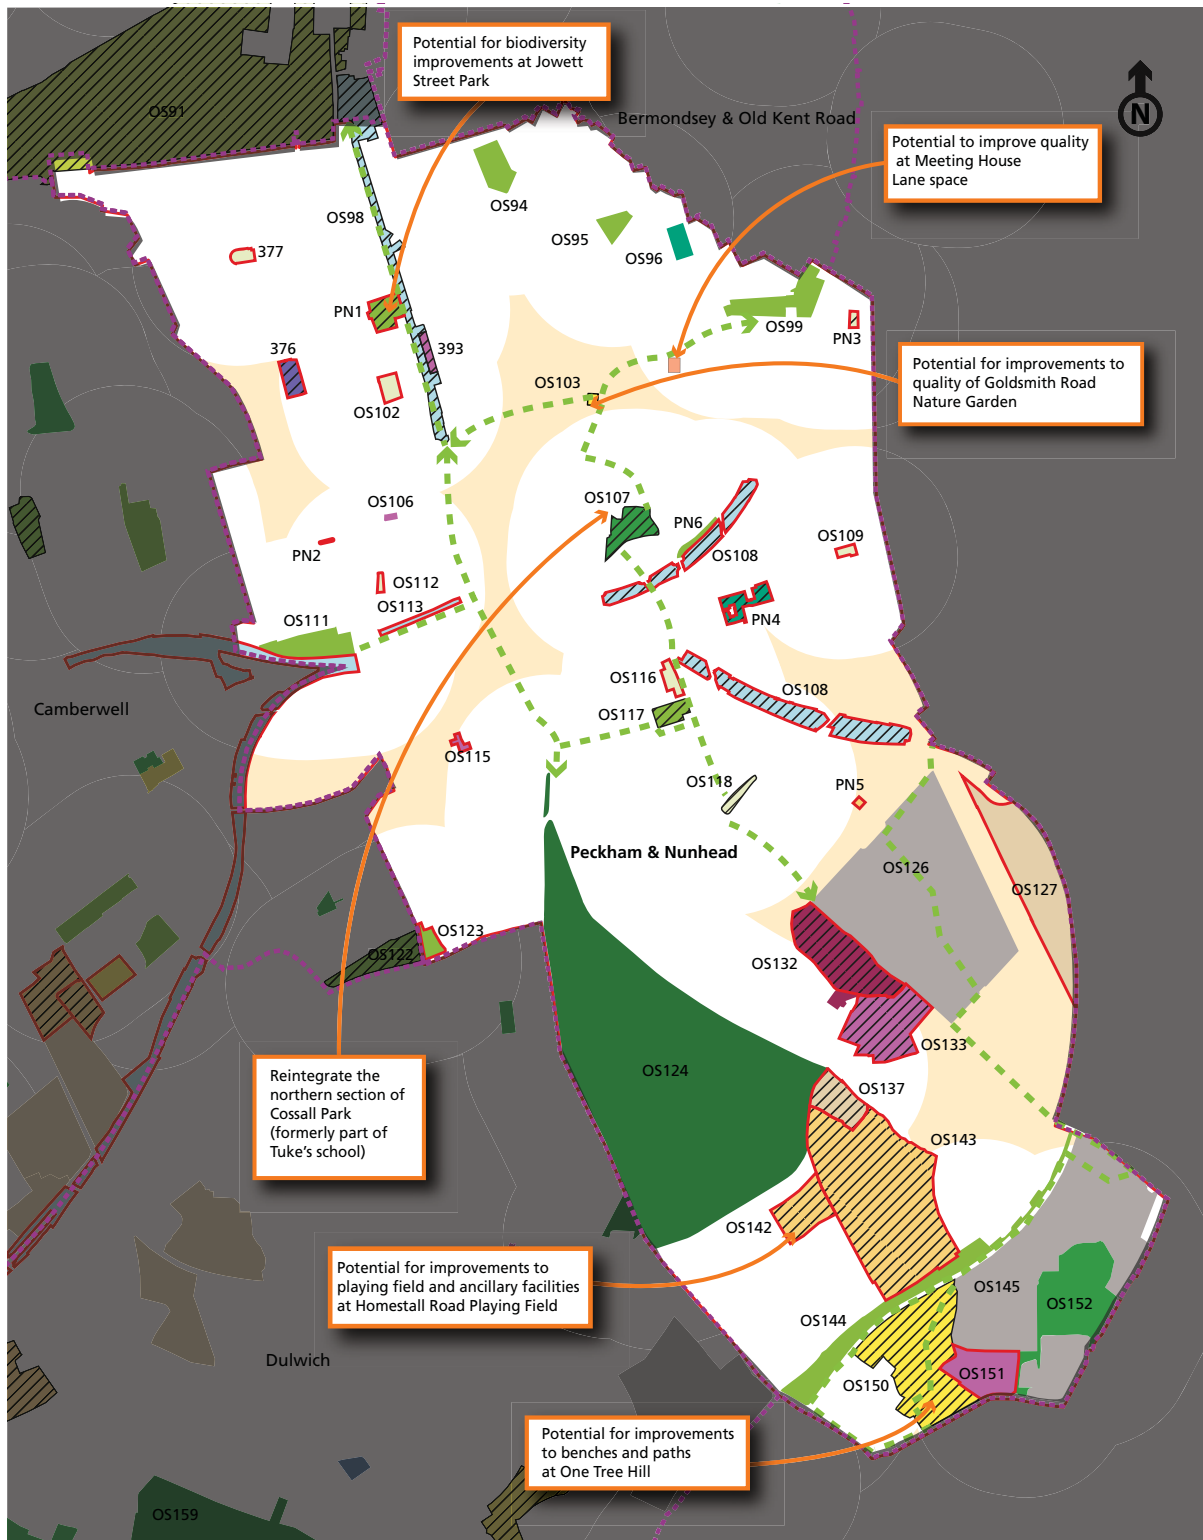 Potential for biodiversity
improvements at Jowett
Street Park
OS91
Bermondsey & Old Kent Road
N
Potential to improve quality
at Meeting House
Lane space
OS94
OS98
OS95
OS96
377
PN1
OS99
PN3
376
393
OS102
OS103
Potential for improvements to
quality of Goldsmith Road
Nature Garden
OS106
OS107
PN6
OS108
OS109
PN2
OS112
OS113
OS111
PN4
OS116
OS108
OS117
Camberwell
OS115
OS118
PN5
Peckham & Nunhead
OS126
OS127
OS123
OS122
OS132
OS133
OS124
OS137
OS143
Reintegrate the
northern section of
Cossall Park
(formerly part of
Tuke's school)
OS142
Potential for improvements to
playing field and ancillary facilities
at Homestall Road Playing Field
OS145
OS152
OS144
OS151
OS150
Dulwich
Potential for improvements
to benches and paths
at One Tree Hill
OS159